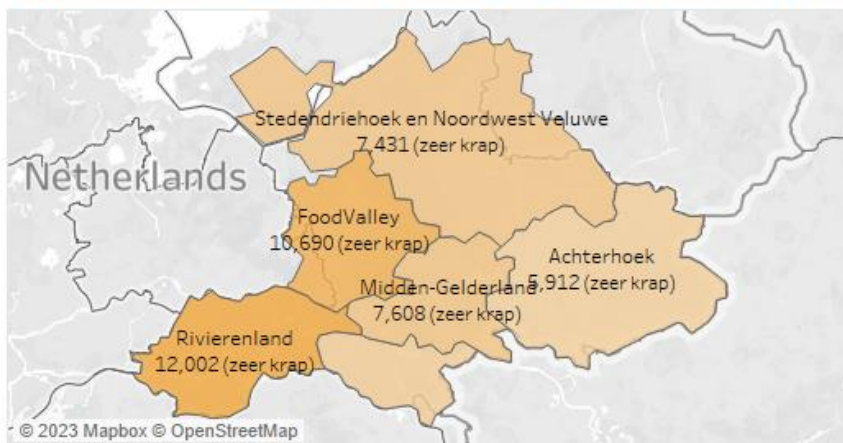 Stedendriehoek en Noordwest Veluwe
7,431 (zeer krap)
Netherlands
FoodValley
10,690 (zeer krap)
Achterhoek
5,912 (zeer krap)
Midden-Gelderland
7,608 (zeer krap)
Rivierenland
12,002 (zeer krap)
© 2023 Mapbox © OpenStreetMap